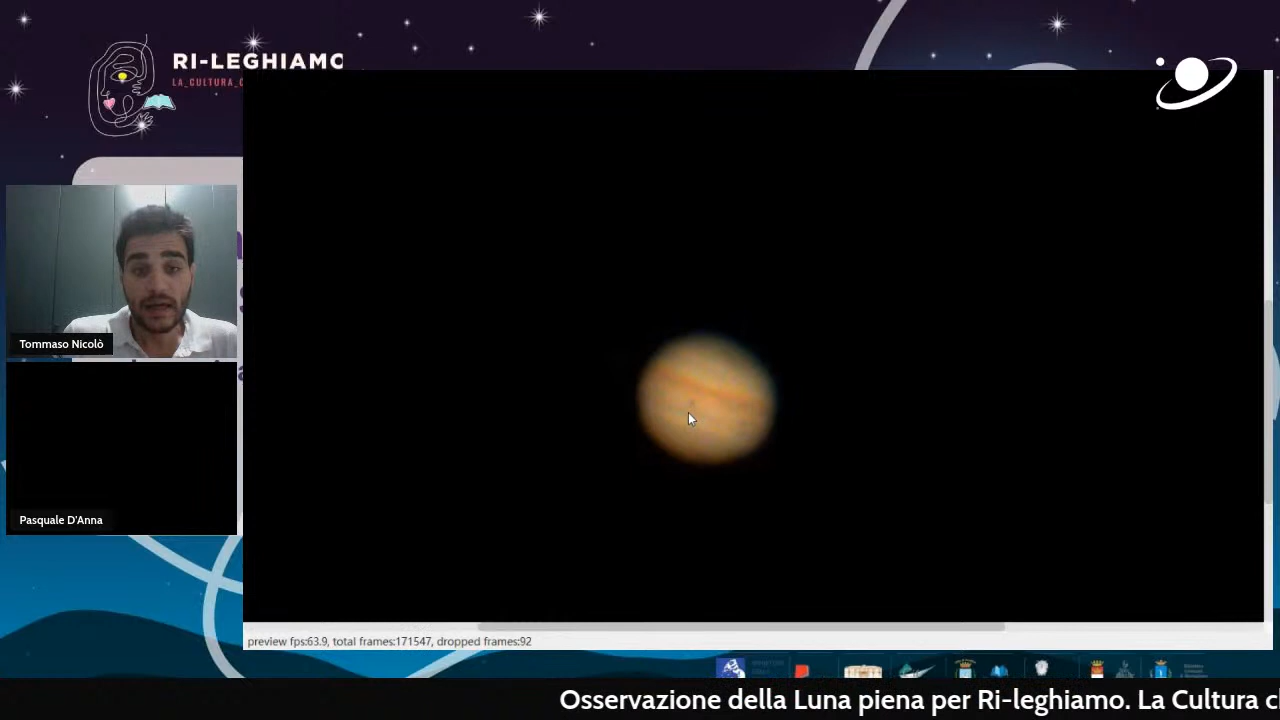 RI-LEGHIAMO
LA_CULTURA_C
Tommaso Nicolò
Pasquale D'Anna
preview fps:63.9, total frames:171547, dropped frames:92
Osservazione della Luna piena per Ri-leghiamo. La Cultura c